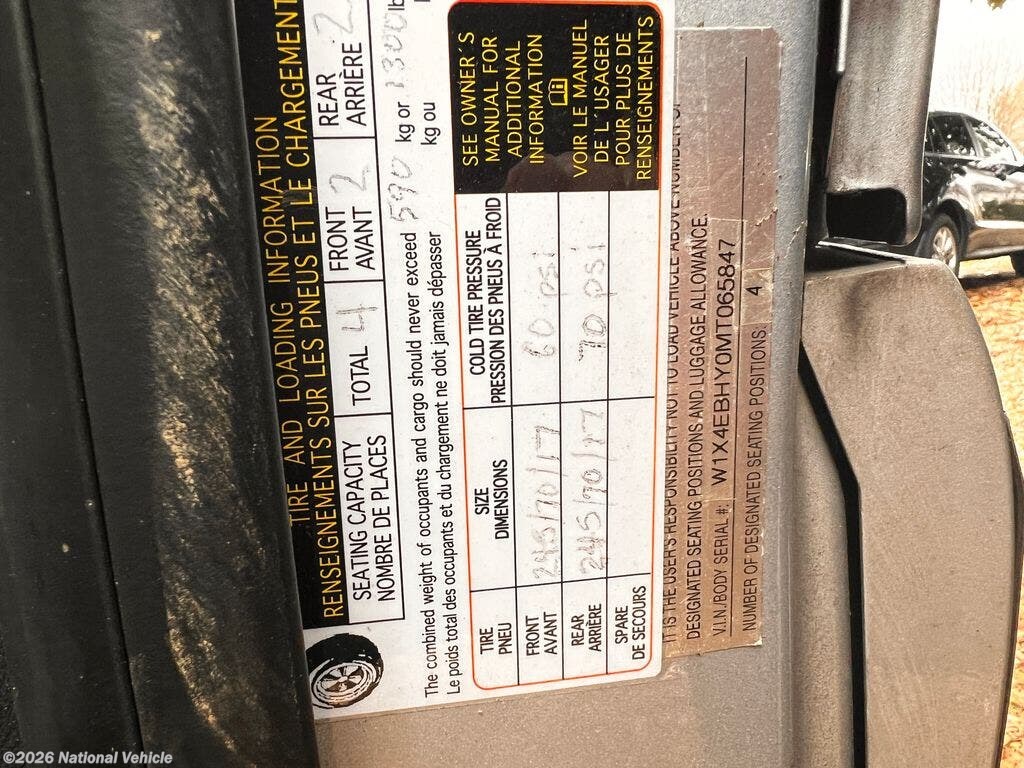 TIRE AND LOADING INFORMATION
RENSEIGNEMENTS SUR LES PNEUS ET LE CHARGEMENT
SEATING CAPACITY
NOMBRE DE PLACES
TOTAL 4
FRONT
AVANT 2
REAR
ARRIÈRE 2
The combined weight of occupants and cargo should never exceed 590 kg or 1300 lb
Le poids total des occupants et du chargement ne doit jamais dépasser kg ou
TIRE
PNEU
SIZE
DIMENSIONS
COLD TIRE PRESSURE
PRESSION DES PNEUS À FROID
FRONT
AVANT
245/70/17
60 psi
REAR
ARRIÈRE
245/70/17
70 psi
SPARE
DE SECOURS
SEE OWNER'S
MANUAL FOR
ADDITIONAL
INFORMATION
VOIR LE MANUEL
DE L'USAGER
POUR PLUS DE
RENSEIGNEMENTS
IT IS THE USERS RESPONSIBILITY NOT TO LOAD VEHICLE ABOVE NUMBER OF
DESIGNATED SEATING POSITIONS AND LUGGAGE ALLOWANCE.
V.I.N./BODY SERIAL #: W1X4EBHY0MT065847
NUMBER OF DESIGNATED SEATING POSITIONS: 4
©2026 National Vehicle